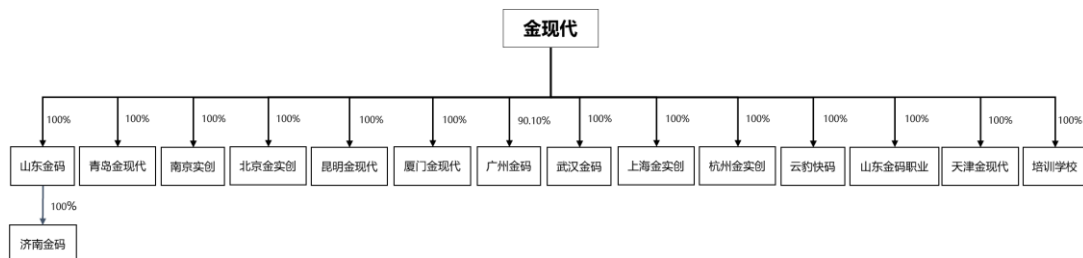 金现代
100% 100% 100% 100% 100% 100% 90.10% 100% 100% 100% 100% 100% 100% 100%
山东金码 青岛金现代 南京实创 北京金实创 昆明金现代 厦门金现代 广州金码 武汉金码 上海金实创 杭州金实创 云豹快码 山东金码职业 天津金现代 培训学校
100%
济南金码